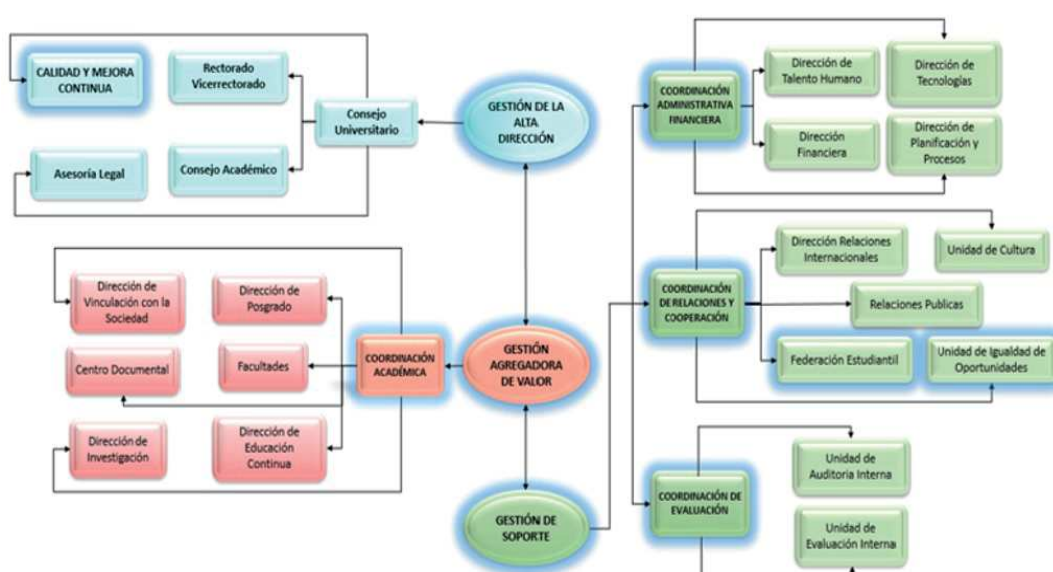 CALIDAD Y MEJORA
CONTINUA
Rectorado
Vicerrectorado
Consejo
Universitario
Asesoría Legal
Consejo Académico
GESTIÓN DE LA
ALTA
DIRECCIÓN
Dirección de
Vinculación con la
Sociedad
Dirección de
Posgrado
Centro Documental
Facultades
COORDINACIÓN
ACADÉMICA
Dirección de
Investigación
Dirección de
Educación
Continua
GESTIÓN
AGREGADORA
DE VALOR
GESTIÓN DE
SOPORTE
COORDINACIÓN
ADMINISTRATIVA
FINANCIERA
Dirección de
Talento Humano
Dirección de
Tecnologías
Dirección
Financiera
Dirección de
Planificación y
Procesos
COORDINACIÓN
DE RELACIONES Y
COOPERACIÓN
Dirección Relaciones
Internacionales
Unidad de Cultura
Relaciones Publicas
Federación Estudiantil
Unidad de Igualdad de
Oportunidades
COORDINACIÓN DE
EVALUACIÓN
Unidad de
Auditoria Interna
Unidad de
Evaluación Interna